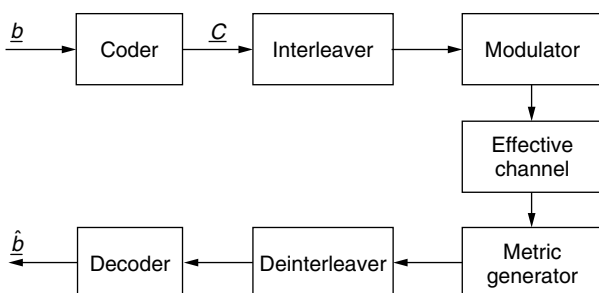 b
Coder
C
Interleaver
Modulator
Effective
channel
b̂
Decoder
Deinterleaver
Metric
generator